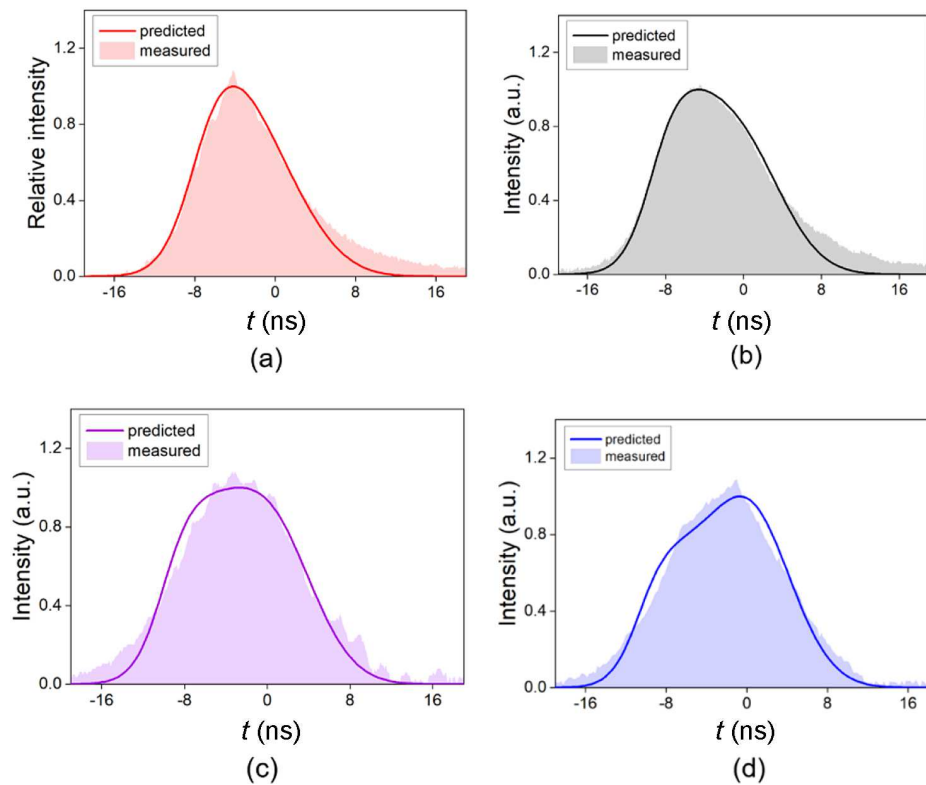 predicted
measured
Relative intensity
1.2
0.8
0.4
0.0
-16 -8 0 8 16
t (ns)
(a)
predicted
measured
Intensity (a.u.)
1.2
0.8
0.4
0.0
-16 -8 0 8 16
t (ns)
(b)
predicted
measured
Intensity (a.u.)
1.2
0.8
0.4
0.0
-16 -8 0 8 16
t (ns)
(c)
predicted
measured
Intensity (a.u.)
1.2
0.8
0.4
0.0
-16 -8 0 8 16
t (ns)
(d)